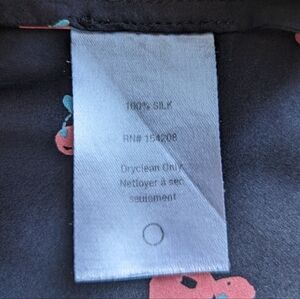 100% SILK
RN# 154208
Dryclean Only
Nettoyer à sec
seulement